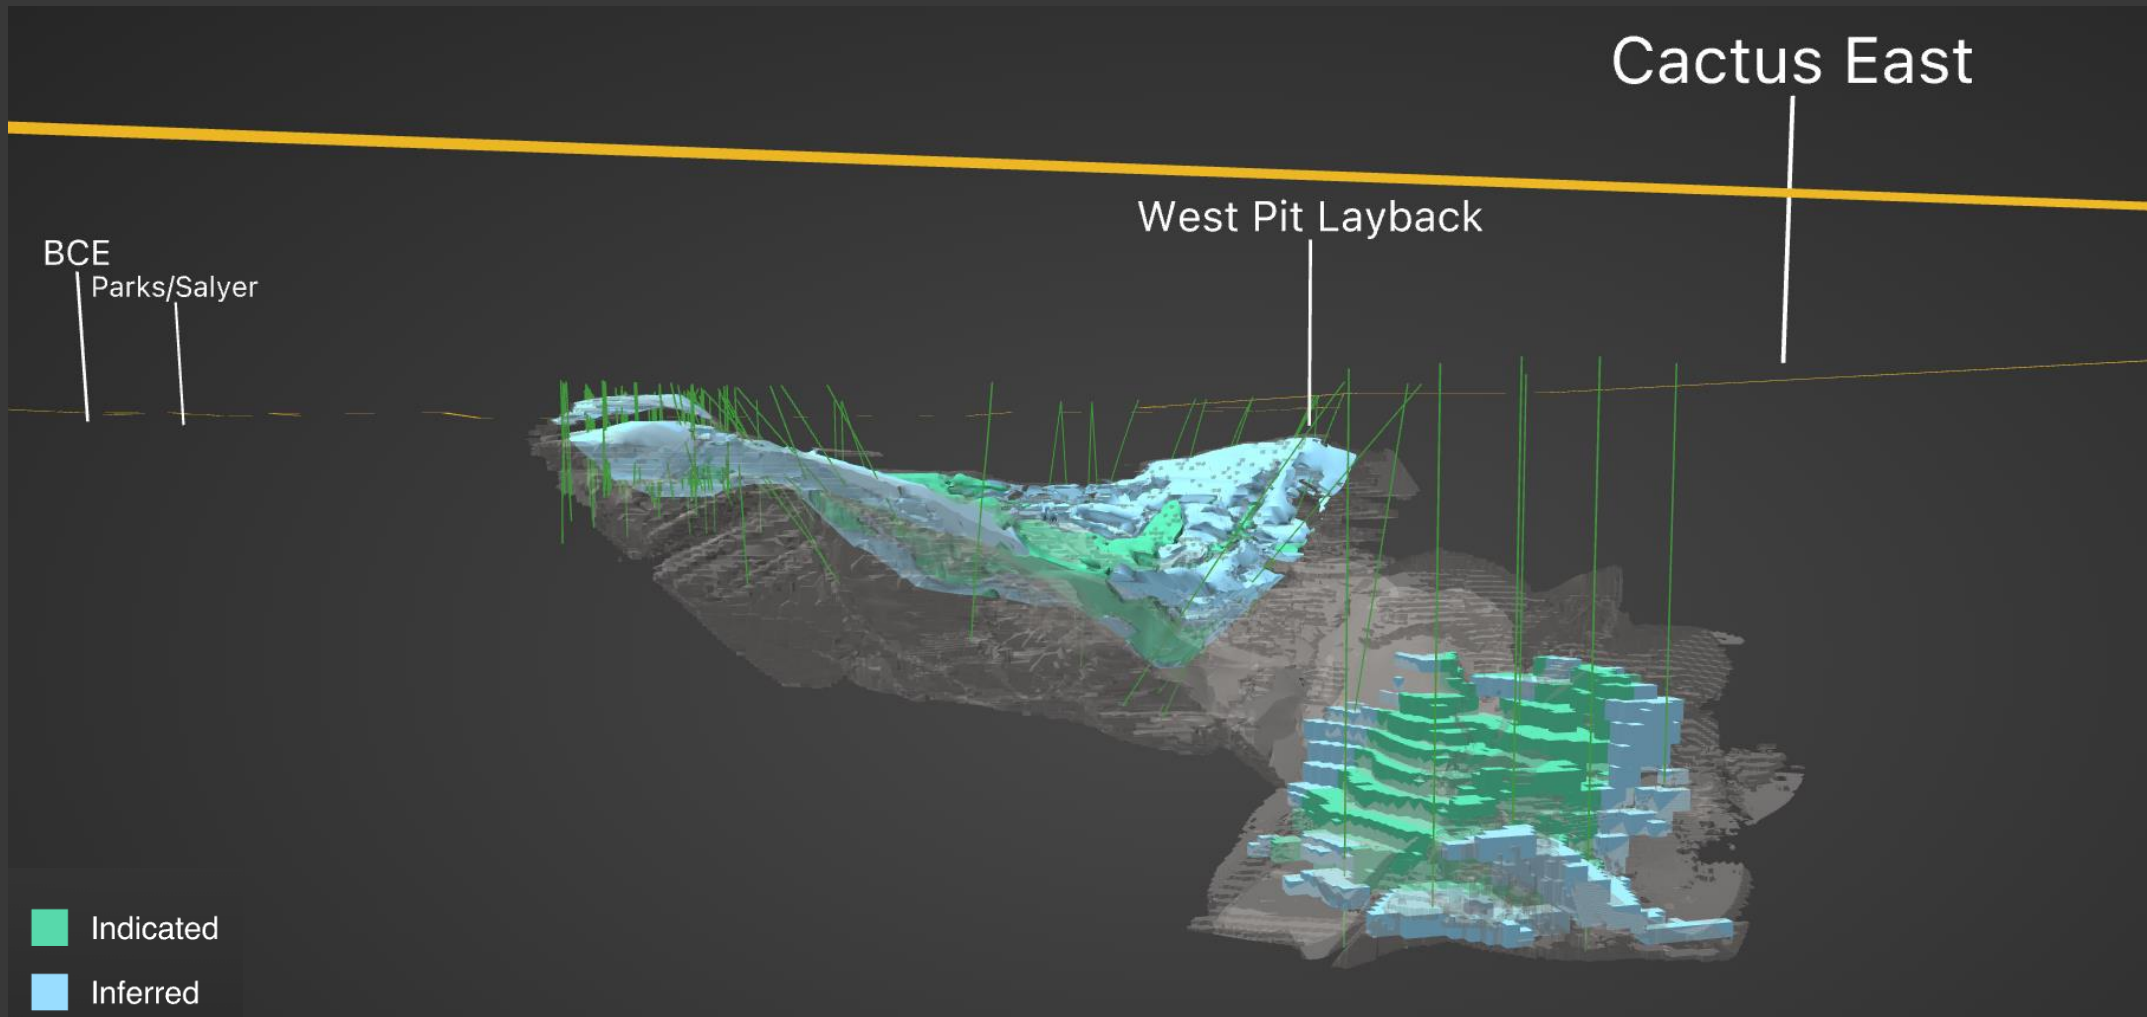 Cactus East
West Pit Layback
BCE
Parks/Salyer
Indicated
Inferred